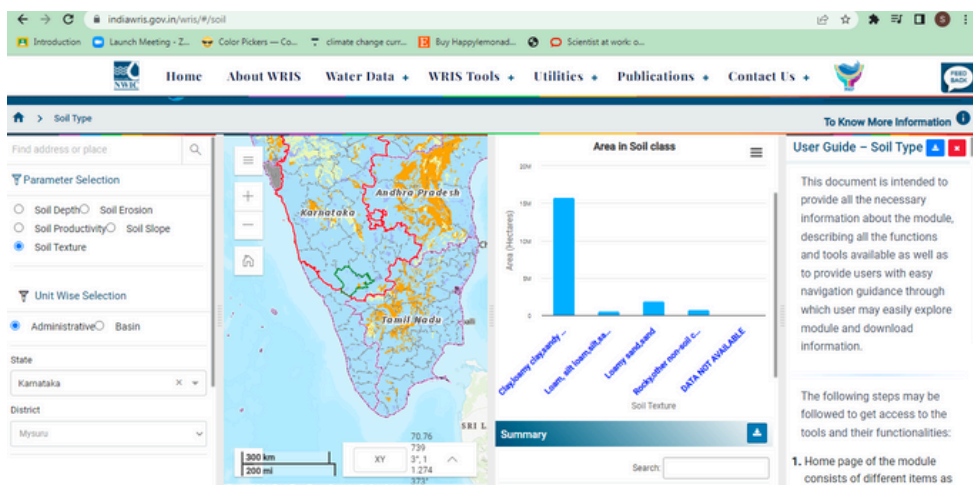 indiawris.gov.in/wris/#/soil
Introduction
Launch Meeting - Z...
Color Pickers — Co...
climate change curr...
Buy Happylemonad...
Scientist at work: o...
NWIC
Home
About WRIS
Water Data +
WRIS Tools +
Utilities +
Publications +
Contact Us +
FEED
BACK
> Soil Type
To Know More Information
Find address or place
Parameter Selection
Soil Depth
Soil Erosion
Soil Productivity
Soil Slope
Soil Texture
Unit Wise Selection
Administrative
Basin
State
Karnataka
District
Mysuru
Andhra Pradesh
Karnataka
Tamil Nadu
SRI L
300 km
200 mi
XY
70.76
739
3°, 1
1.274
373°
Area in Soil class
Area (Hectares)
20M
15M
10M
5M
0
Clay,loamy clay,sandy ...
Loam, silt loam,silt,sa...
Loamy sand,sand
Rocky,other non-soil c...
DATA NOT AVAILABLE
Soil Texture
Summary
Search:
User Guide – Soil Type
This document is intended to
provide all the necessary
information about the module,
describing all the functions
and tools available as well as
to provide users with easy
navigation guidance through
which user may easily explore
module and download
information.
The following steps may be
followed to get access to the
tools and their functionalities:
1. Home page of the module
consists of different items as